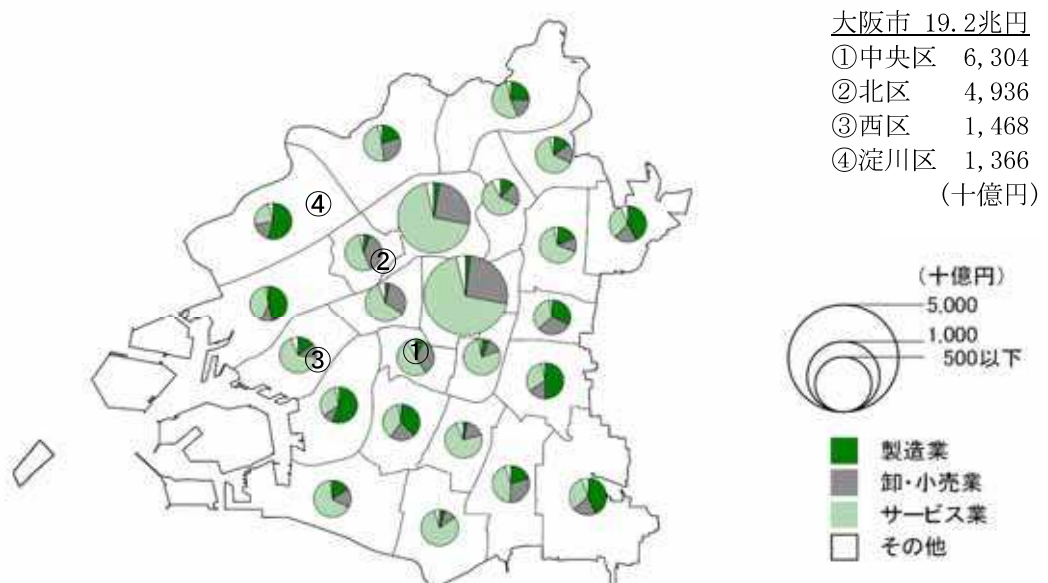 大阪市 19.2兆円
①中央区 6,304
②北区 4,936
③西区 1,468
④淀川区 1,366
(十億円)
④
②
③
①
(十億円)
5,000
1,000
500以下
製造業
卸・小売業
サービス業
その他